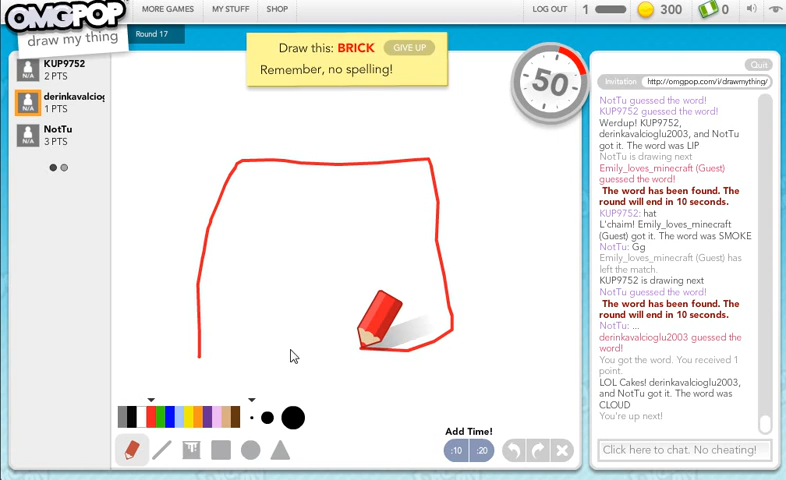 OMGPOP
draw my thing
MORE GAMES
MY STUFF
SHOP
LOG OUT
1
300
0
Round 17
KUP9752
2 PTS
N/A
derinkavalciog
1 PTS
N/A
NotTu
3 PTS
N/A
Draw this: BRICK
GIVE UP
Remember, no spelling!
50
Quit
Invitation
http://omgpop.com/i/drawmything/
NotTu guessed the word!
KUP9752 guessed the word!
Werdup! KUP9752,
derinkavalcioglu2003, and NotTu
got it. The word was LIP
NotTu is drawing next
Emily_loves_minecraft (Guest)
guessed the word!
The word has been found. The
round will end in 10 seconds.
KUP9752: hat
L'chaim! Emily_loves_minecraft
(Guest) got it. The word was SMOKE
NotTu: Gg
Emily_loves_minecraft (Guest) has
left the match.
KUP9752 is drawing next
NotTu guessed the word!
The word has been found. The
round will end in 10 seconds.
NotTu: ...
derinkavalcioglu2003 guessed the
word!
You got the word. You received 1
point.
LOL Cakes! derinkavalcioglu2003,
and NotTu got it. The word was
CLOUD
You're up next!
Click here to chat. No cheating!
Add Time!
:10
:20